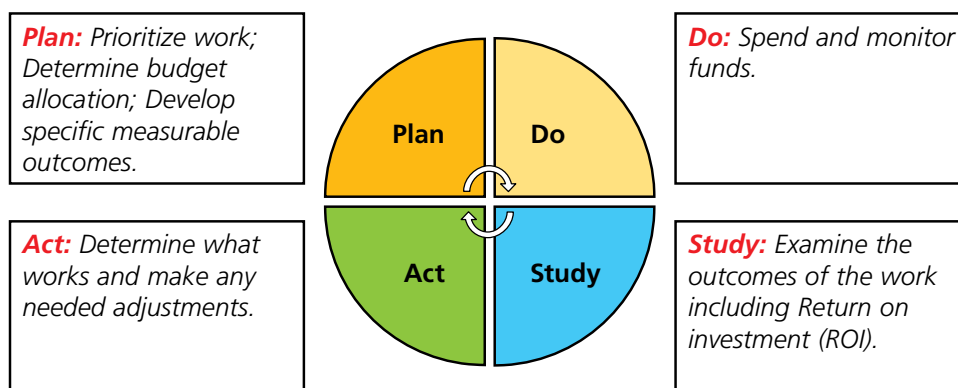 Plan: Prioritize work;
Determine budget
allocation; Develop
specific measurable
outcomes.
Plan
Do
Do: Spend and monitor
funds.
Act: Determine what
works and make any
needed adjustments.
Act
Study
Study: Examine the
outcomes of the work
including Return on
investment (ROI).